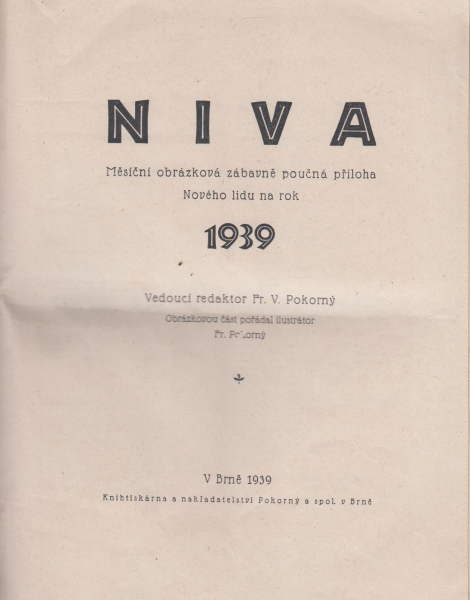 NIVA
Měsíční obrázková zábavně poučná příloha
Nového lidu na rok
1939
Vedoucí redaktor Fr. V. Pokorný
Obrázkovou část pořádal ilustrátor
Fr. Pokorný
V Brně 1939
Knihtiskárna a nakladatelství Pokorný a spol. v Brně